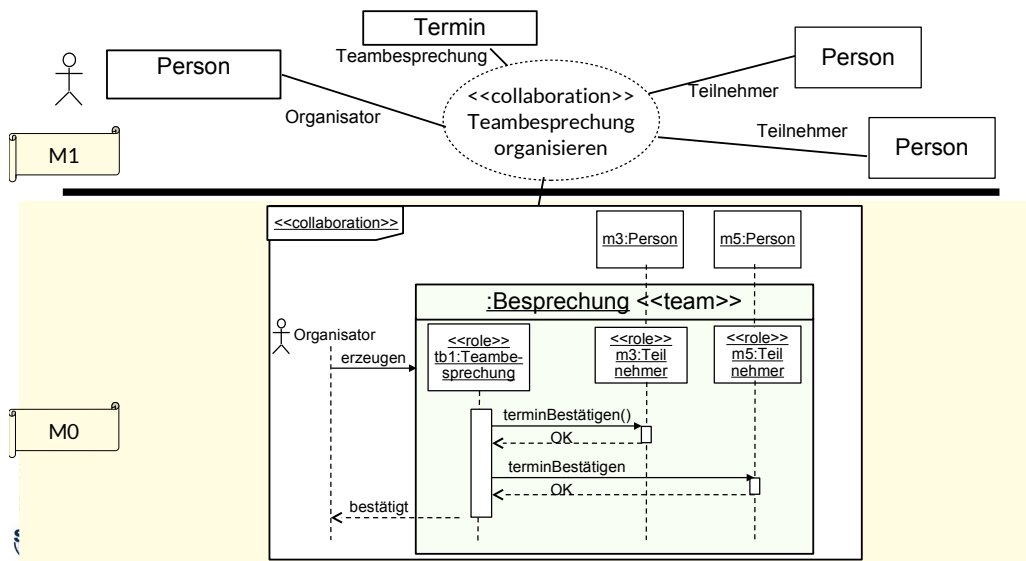 Termin
Teambesprechung
Person
Person
<<collaboration>>
Teambesprechung
organisieren
Teilnehmer
Organisator
Teilnehmer
Person
M1
<<collaboration>>
m3:Person
m5:Person
:Besprechung <<team>>
Organisator
<<role>>
tb1:Teambe-
sprechung
<<role>>
m3:Teil
nehmer
<<role>>
m5:Teil
nehmer
erzeugen
terminBestätigen()
OK
M0
terminBestätigen
OK
bestätigt